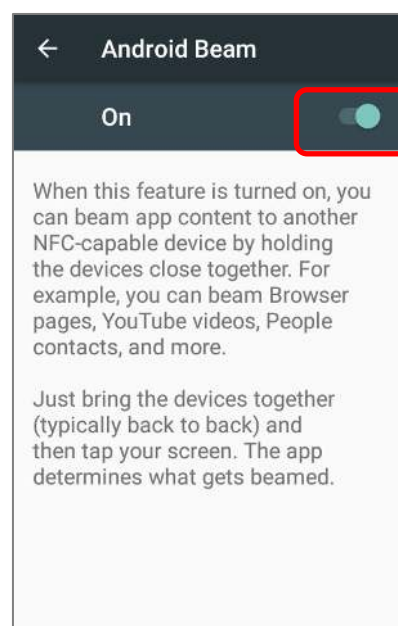 Android Beam
On
When this feature is turned on, you
can beam app content to another
NFC-capable device by holding
the devices close together. For
example, you can beam Browser
pages, YouTube videos, People
contacts, and more.
Just bring the devices together
(typically back to back) and
then tap your screen. The app
determines what gets beamed.